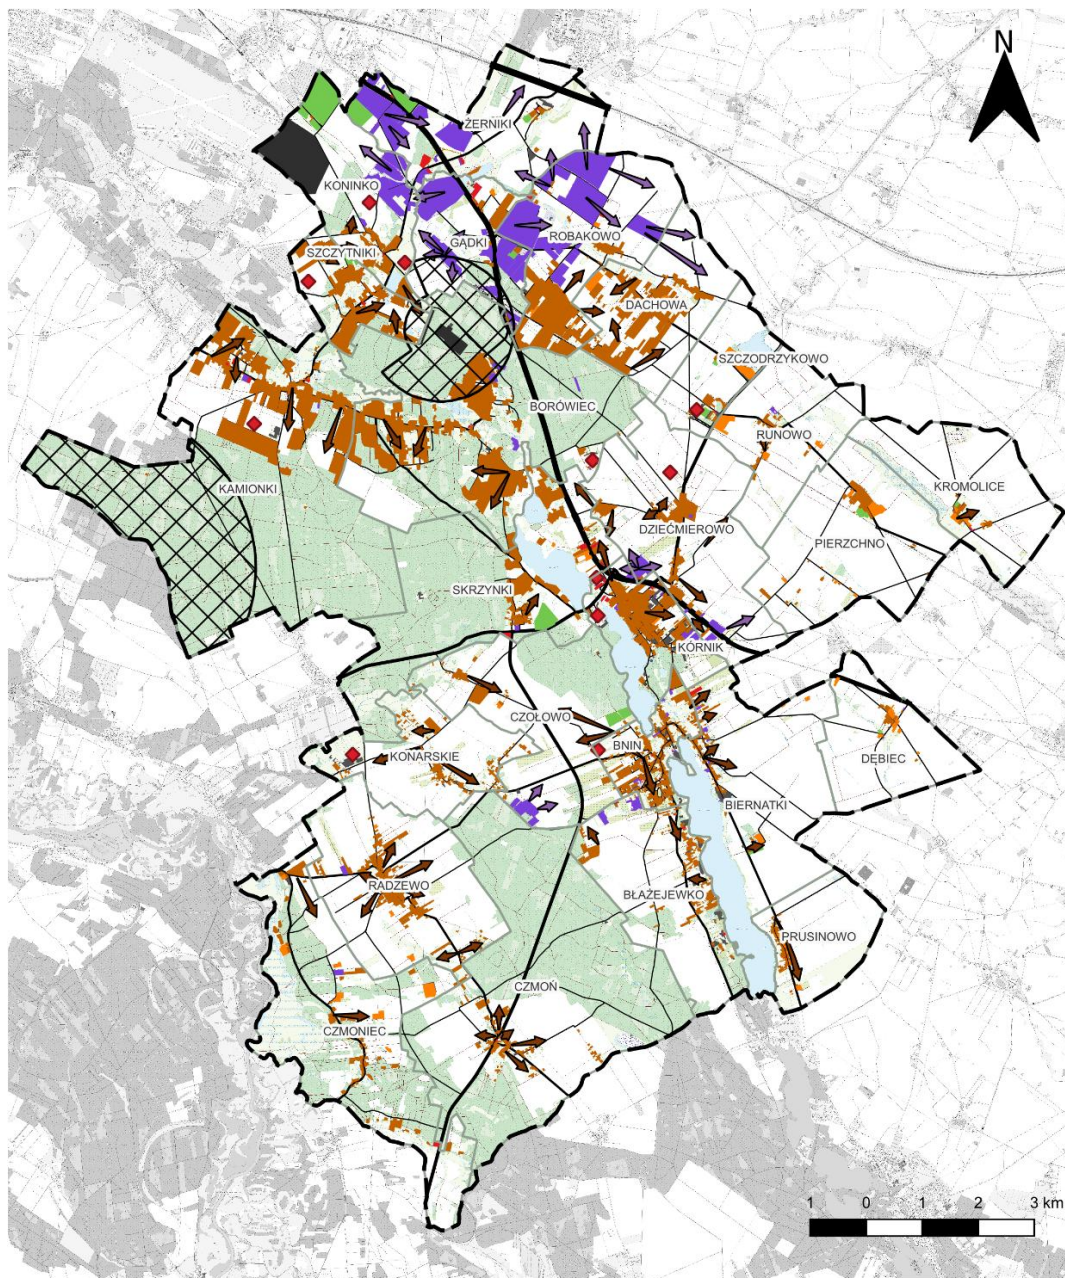 N
ŻERNIKI
KONINKO
GĄDKI
ROBAKOWO
SZCZYTNIKI
DACHOWA
SZCZODRZYKOWO
BORÓWIEC
RUNOWO
KAMIONKI
KROMOLICE
DZIEĆMIEROWO
PIERZCHNO
SKRZYNKI
KÓRNIK
CZOŁOWO
BNIN
KONARSKIE
DĘBIEC
BIERNATKI
RADZEWO
BŁAŻEJEWKO
PRUSINOWO
CZMOŃ
CZMONIEC
1 0 1 2 3 km